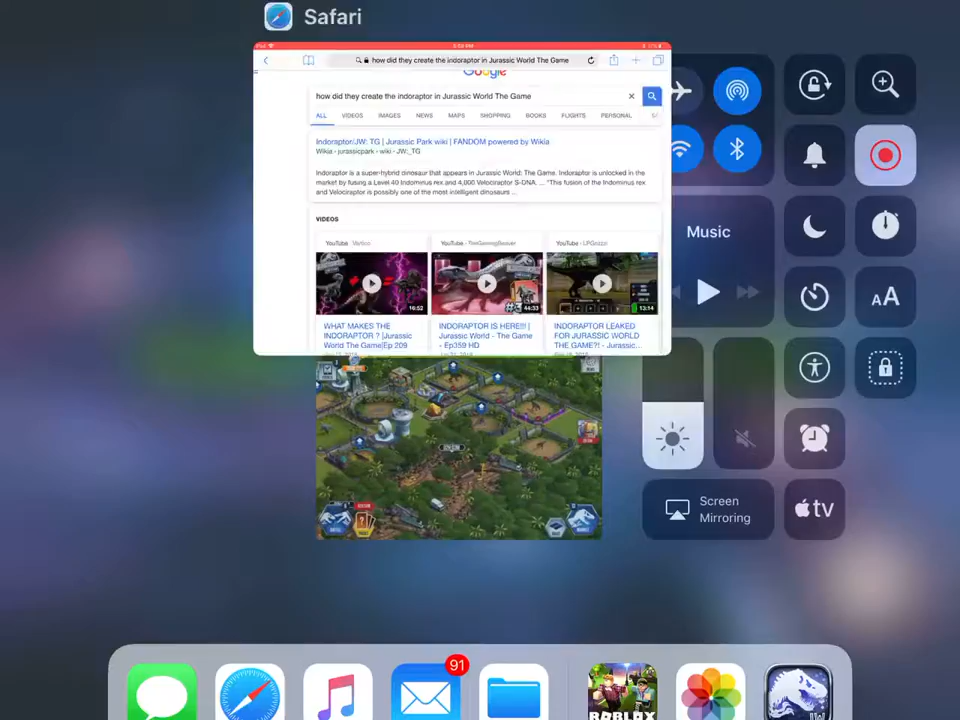 Safari
how did they create the indoraptor in Jurassic World The Game
Google
how did they create the indoraptor in Jurassic World The Game
ALL VIDEOS IMAGES NEWS MAPS SHOPPING BOOKS FLIGHTS PERSONAL
Indoraptor/JW: TG | Jurassic Park wiki | FANDOM powered by Wikia
Wikia › jurassicpark › wiki › JW:_TG
Indoraptor is a super-hybrid dinosaur that appears in Jurassic World: The Game. Indoraptor is unlocked in the
market by fusing a Level 40 Indominus rex and 4,000 Velociraptor S-DNA. ... "The fusion of the Indominus rex
and Velociraptor is possibly one of the most intelligent dinosaurs ...
VIDEOS
YouTube · Vertico
YouTube · TheGamingBeaver
YouTube · LPGrizzo
16:52
44:33
13:14
WHAT MAKES THE
INDORAPTOR ? |Jurassic
World The Game|Ep 209
INDORAPTOR IS HERE!!! |
Jurassic World - The Game -
Ep359 HD
INDORAPTOR LEAKED
FOR JURASSIC WORLD
THE GAME?! - Jurassic...
Music
AA
Screen
Mirroring
tv
91
ROBLOX